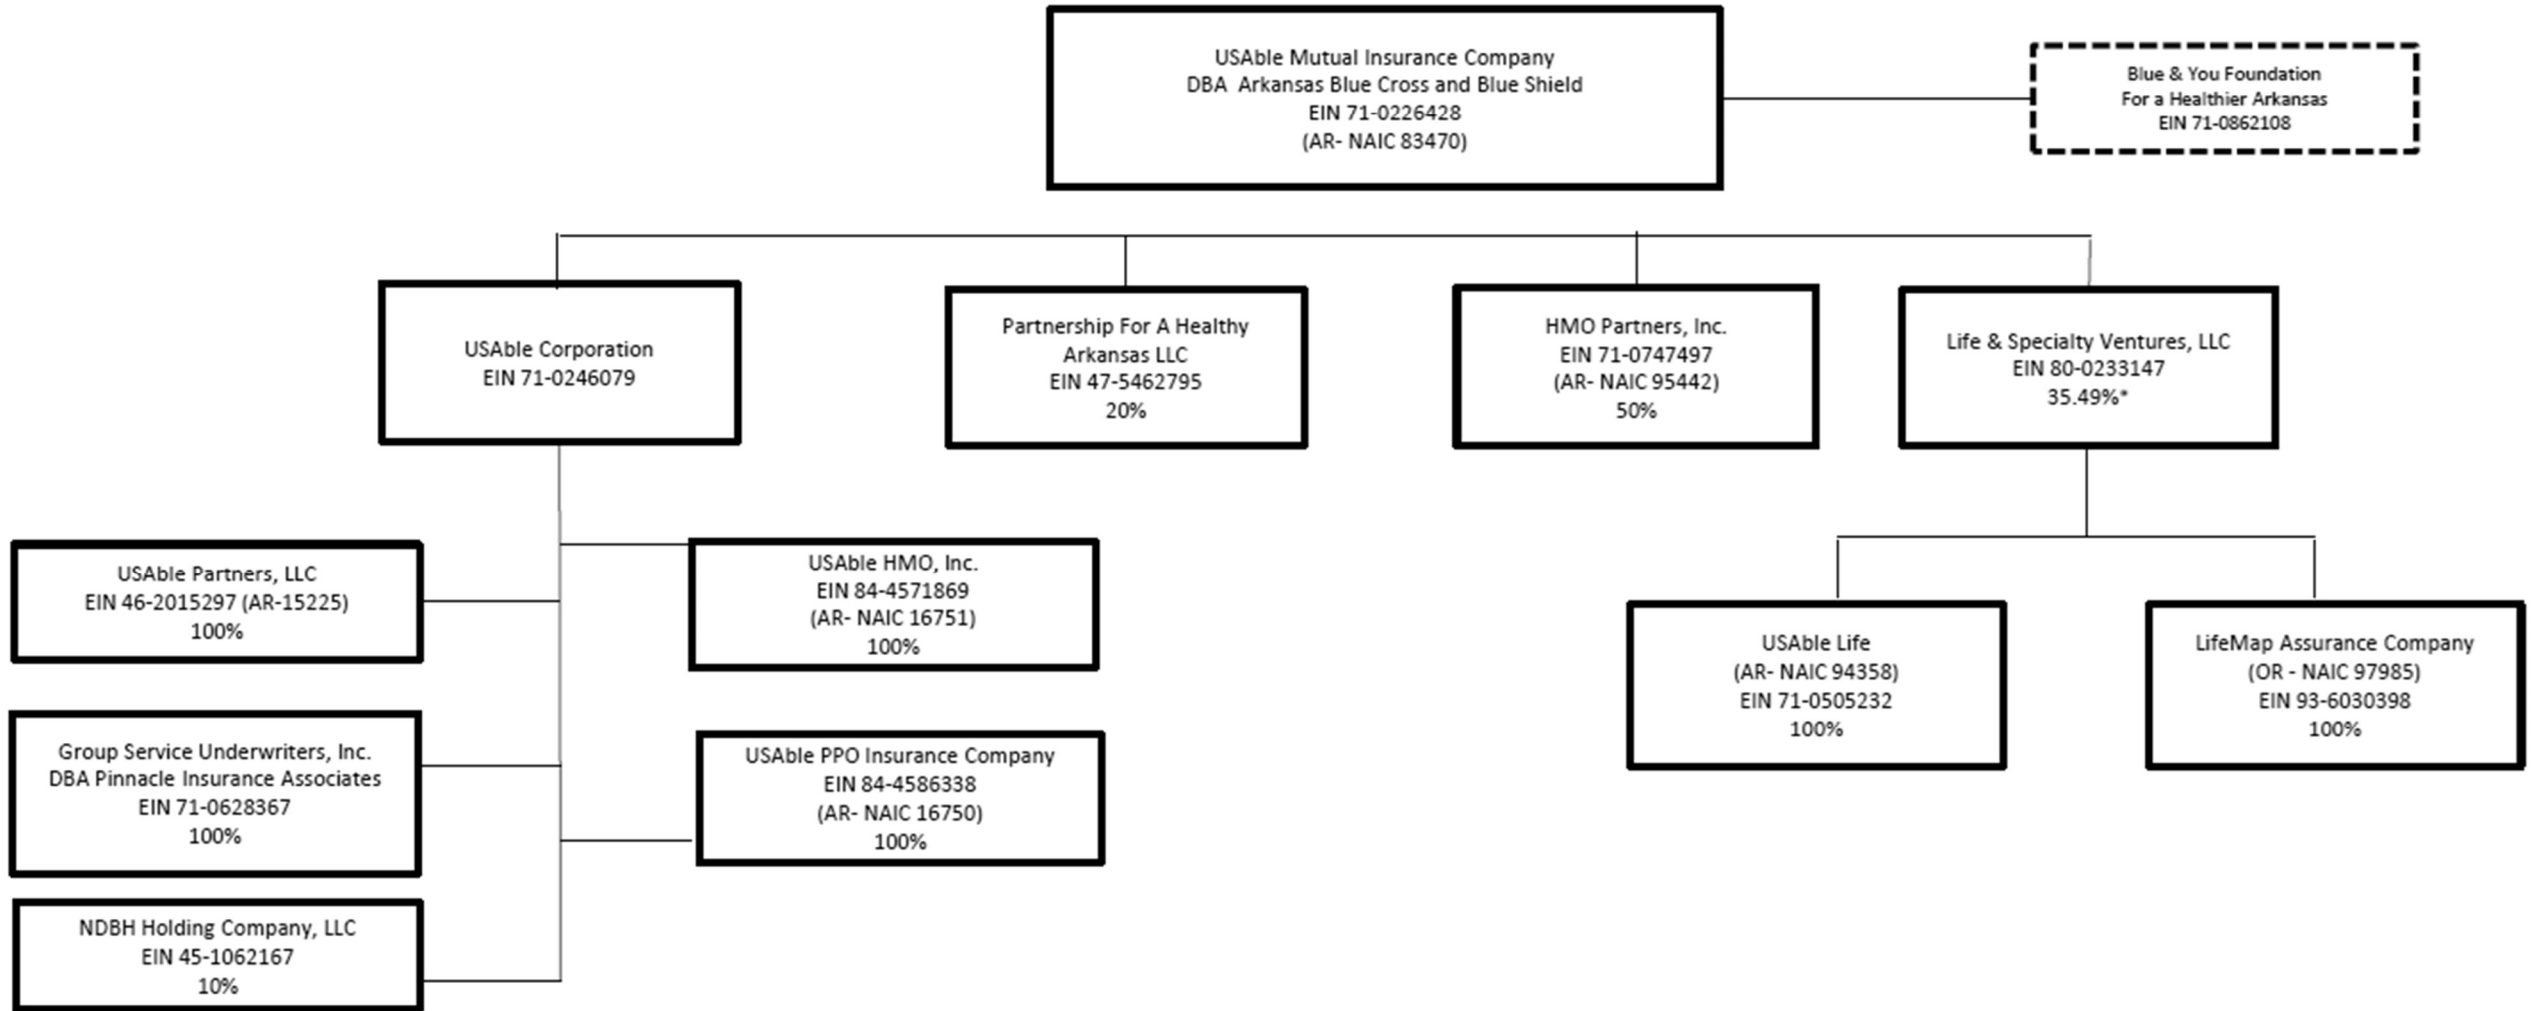 USAble Mutual Insurance Company
DBA Arkansas Blue Cross and Blue Shield
EIN 71-0226428
(AR- NAIC 83470)
Blue & You Foundation
For a Healthier Arkansas
EIN 71-0862108
USAble Corporation
EIN 71-0246079
Partnership For A Healthy
Arkansas LLC
EIN 47-5462795
20%
HMO Partners, Inc.
EIN 71-0747497
(AR- NAIC 95442)
50%
Life & Specialty Ventures, LLC
EIN 80-0233147
35.49%*
USAble Partners, LLC
EIN 46-2015297 (AR-15225)
100%
USAble HMO, Inc.
EIN 84-4571869
(AR- NAIC 16751)
100%
Group Service Underwriters, Inc.
DBA Pinnacle Insurance Associates
EIN 71-0628367
100%
USAble PPO Insurance Company
EIN 84-4586338
(AR- NAIC 16750)
100%
NDBH Holding Company, LLC
EIN 45-1062167
10%
USAble Life
(AR- NAIC 94358)
EIN 71-0505232
100%
LifeMap Assurance Company
(OR - NAIC 97985)
EIN 93-6030398
100%